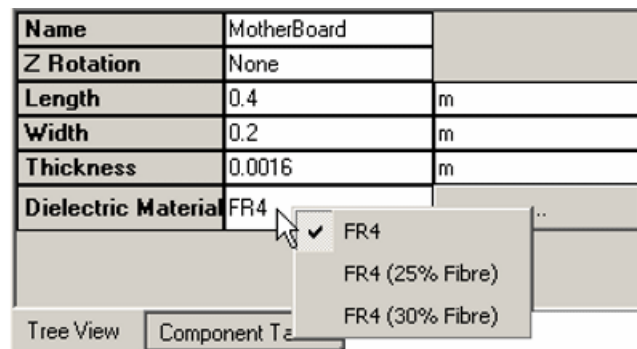 Name MotherBoard
Z Rotation None
Length 0.4 m
Width 0.2 m
Thickness 0.0016 m
Dielectric Material FR4 ..
FR4
FR4 (25% Fibre)
FR4 (30% Fibre)
Tree View Component